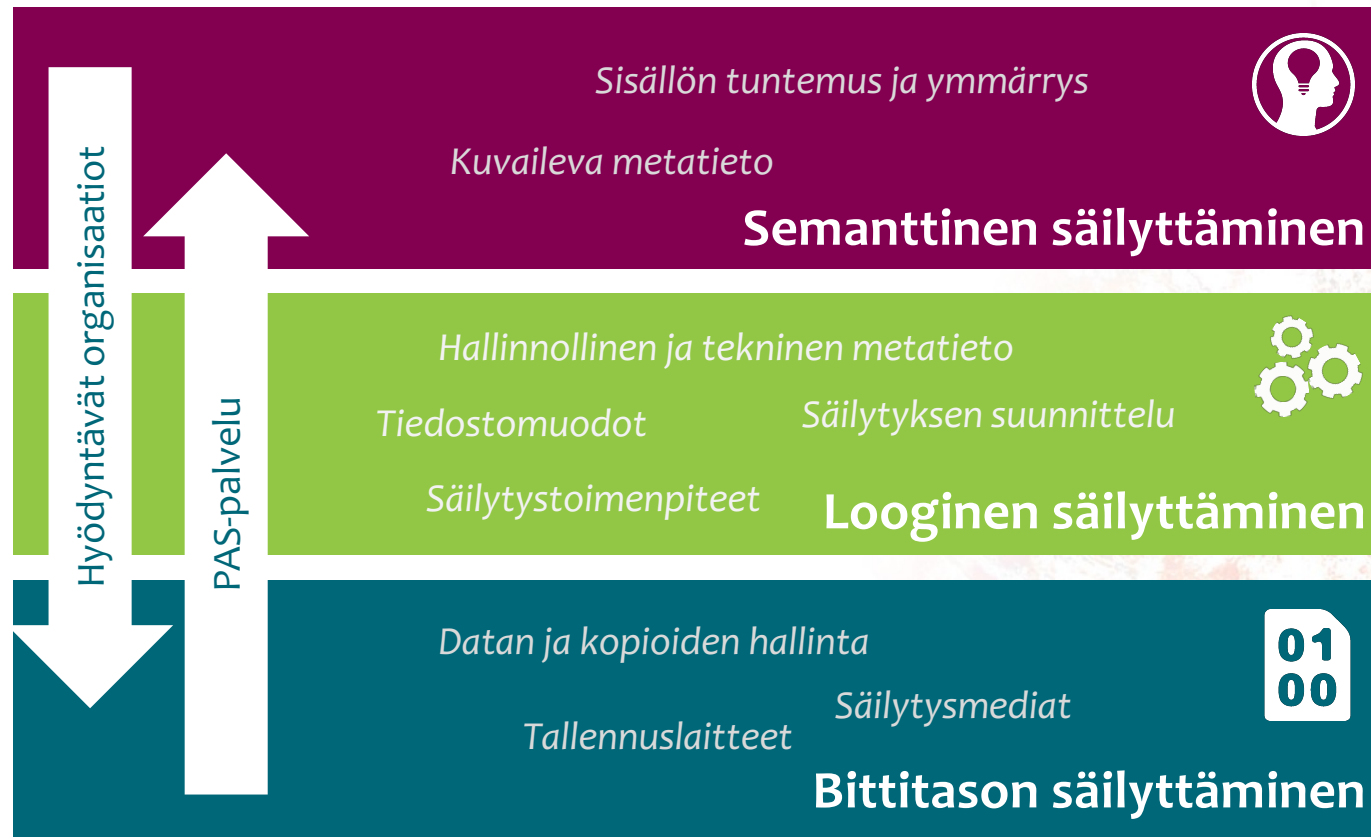 Hyödyntävät organisaatiot
PAS-palvelu
Sisällön tuntemus ja ymmärrys
Kuvaileva metatieto
Semanttinen säilyttäminen
Hallinnollinen ja tekninen metatieto
Tiedostomuodot
Säilytyksen suunnittelu
Säilytystoimenpiteet
Looginen säilyttäminen
Datan ja kopioiden hallinta
Säilytysmediat
Tallennuslaitteet
Bittitason säilyttäminen
01
00